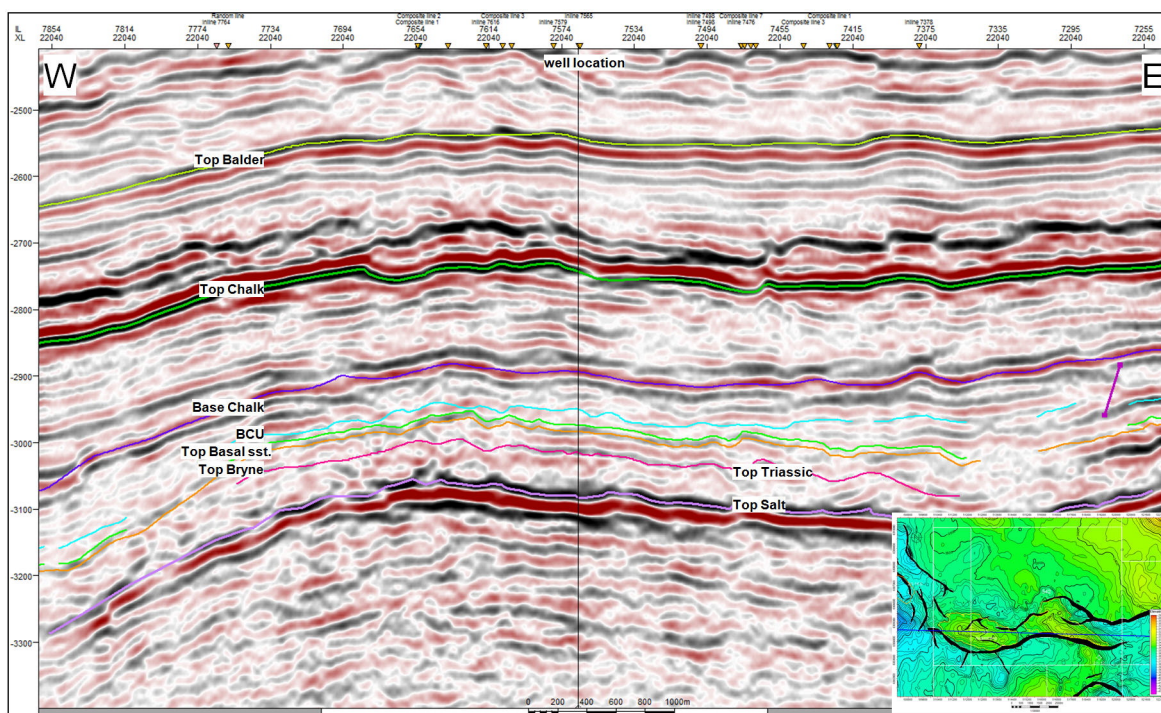 Random line Composite line 2 Composite line 3 Inline 7565 Inline 7498 Composite line 7 Composite line 1
Inline 7764 Composite line 1 Inline 7616 Inline 7579 Inline 7498 Inline 7476 Composite line 3 Inline 7378
IL 7854 7814 7774 7734 7694 7654 7614 7574 7534 7494 7455 7415 7375 7335 7295 7255
XL 22040 22040 22040 22040 22040 22040 22040 22040 22040 22040 22040 22040 22040 22040 22040 22040
W
well location
E
-2500
Top Balder
-2600
-2700
Top Chalk
-2800
-2900
Base Chalk
BCU
-3000
Top Basal sst.
Top Bryne
Top Triassic
Top Salt
-3100
-3200
-3300
0 200 400 600 800 1000m